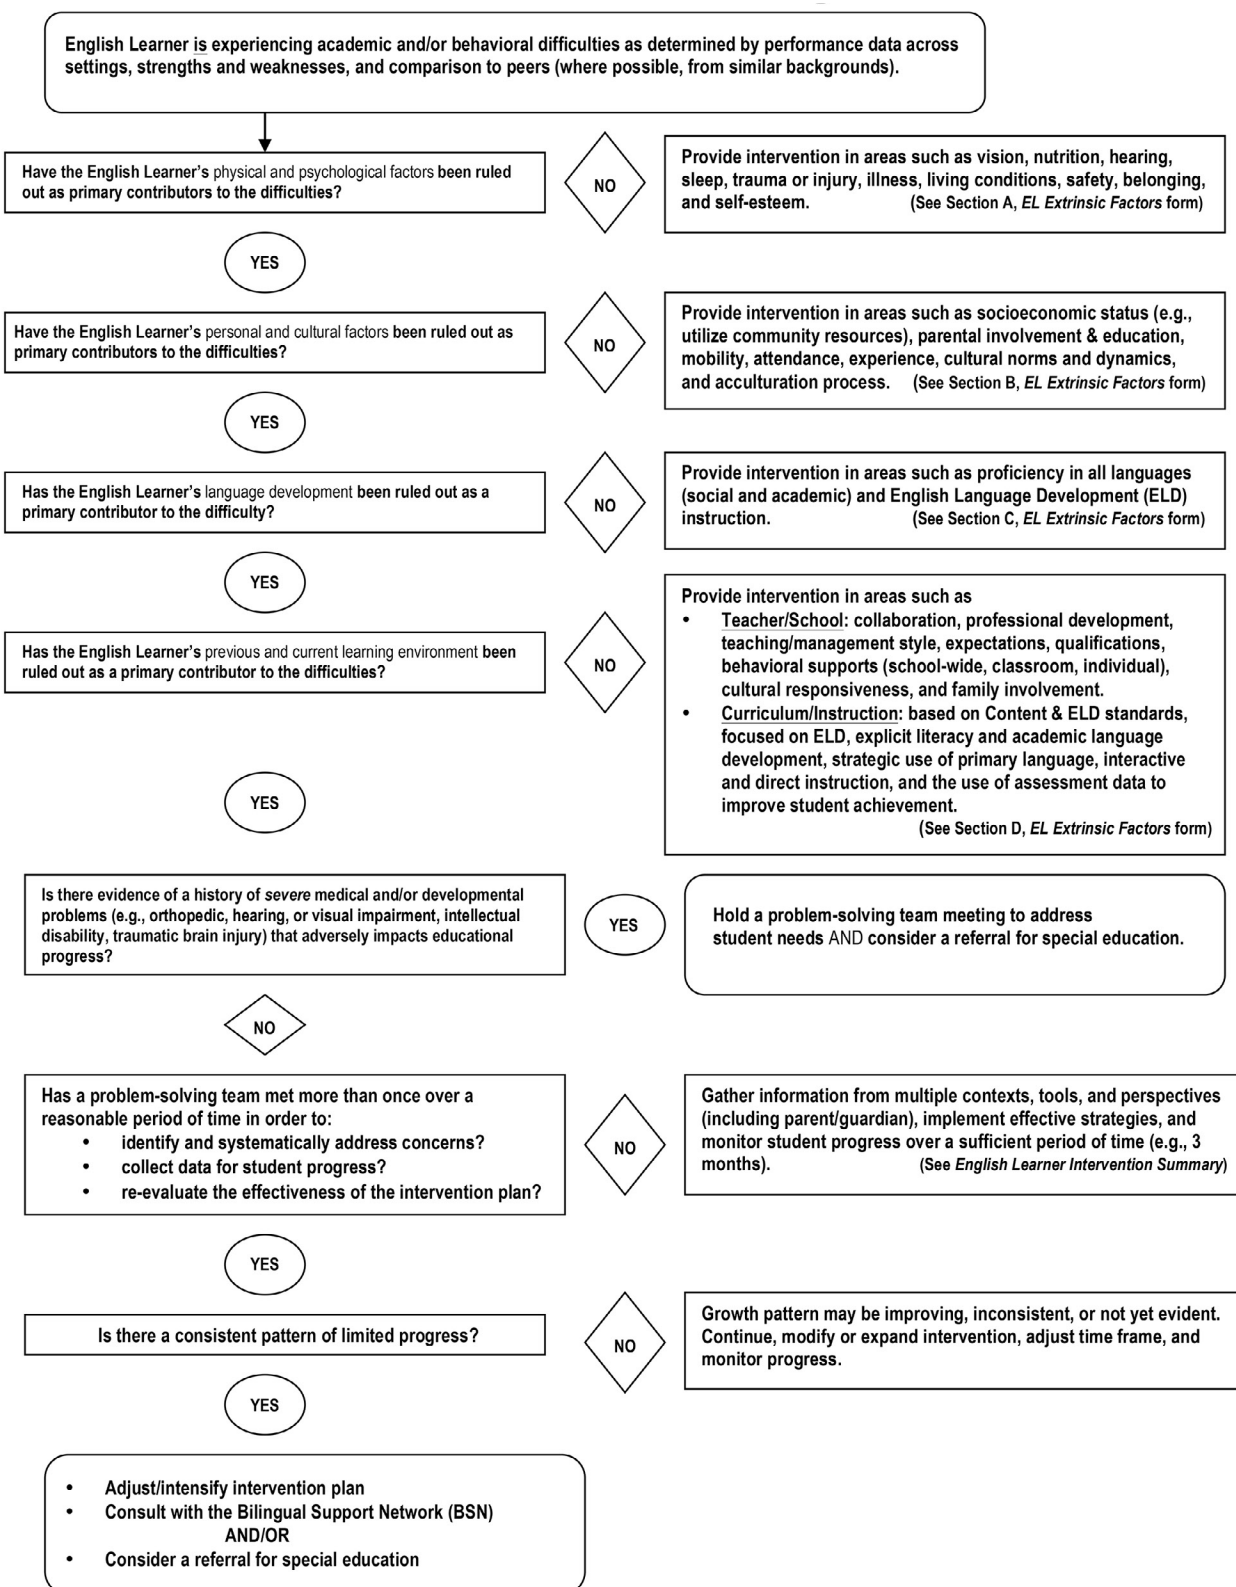 English Learner is experiencing academic and/or behavioral difficulties as determined by performance data across
settings, strengths and weaknesses, and comparison to peers (where possible, from similar backgrounds).
Have the English Learner's physical and psychological factors been ruled
out as primary contributors to the difficulties?
NO
Provide intervention in areas such as vision, nutrition, hearing,
sleep, trauma or injury, illness, living conditions, safety, belonging,
and self-esteem. (See Section A, EL Extrinsic Factors form)
YES
Have the English Learner's personal and cultural factors been ruled out as
primary contributors to the difficulties?
NO
Provide intervention in areas such as socioeconomic status (e.g.,
utilize community resources), parental involvement & education,
mobility, attendance, experience, cultural norms and dynamics,
and acculturation process. (See Section B, EL Extrinsic Factors form)
YES
Has the English Learner's language development been ruled out as a
primary contributor to the difficulty?
NO
Provide intervention in areas such as proficiency in all languages
(social and academic) and English Language Development (ELD)
instruction. (See Section C, EL Extrinsic Factors form)
YES
Has the English Learner's previous and current learning environment been
ruled out as a primary contributor to the difficulties?
NO
Provide intervention in areas such as
• Teacher/School: collaboration, professional development,
teaching/management style, expectations, qualifications,
behavioral supports (school-wide, classroom, individual),
cultural responsiveness, and family involvement.
• Curriculum/Instruction: based on Content & ELD standards,
focused on ELD, explicit literacy and academic language
development, strategic use of primary language, interactive
and direct instruction, and the use of assessment data to
improve student achievement.
(See Section D, EL Extrinsic Factors form)
YES
Is there evidence of a history of severe medical and/or developmental
problems (e.g., orthopedic, hearing, or visual impairment, intellectual
disability, traumatic brain injury) that adversely impacts educational
progress?
YES
Hold a problem-solving team meeting to address
student needs AND consider a referral for special education.
NO
Has a problem-solving team met more than once over a
reasonable period of time in order to:
• identify and systematically address concerns?
• collect data for student progress?
• re-evaluate the effectiveness of the intervention plan?
NO
Gather information from multiple contexts, tools, and perspectives
(including parent/guardian), implement effective strategies, and
monitor student progress over a sufficient period of time (e.g., 3
months). (See English Learner Intervention Summary)
YES
Is there a consistent pattern of limited progress?
NO
Growth pattern may be improving, inconsistent, or not yet evident.
Continue, modify or expand intervention, adjust time frame, and
monitor progress.
YES
• Adjust/intensify intervention plan
• Consult with the Bilingual Support Network (BSN)
AND/OR
• Consider a referral for special education